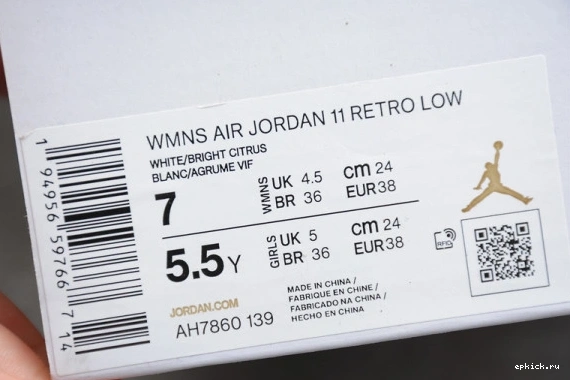 WMNS AIR JORDAN 11 RETRO LOW
WHITE/BRIGHT CITRUS
BLANC/AGRUME VIF
7 WMNS UK 4.5 cm 24
BR 36 EUR 38
5.5Y GIRLS UK 5 cm 24
BR 36 EUR 38
RFID
JORDAN.COM
AH7860 139
MADE IN CHINA /
FABRIQUE EN CHINE /
FABRICADO NA CHINA /
HECHO EN CHINA
1 94956 59766 7 14
epkick.ru